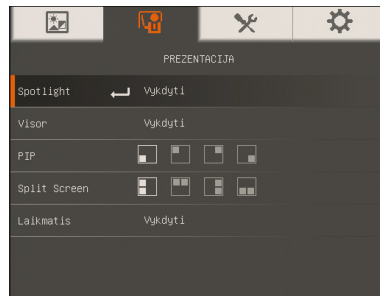 PREZENTACIJA
Spotlight Vykdyti
Visor Vykdyti
PIP
Split Screen
Laikmatis Vykdyti